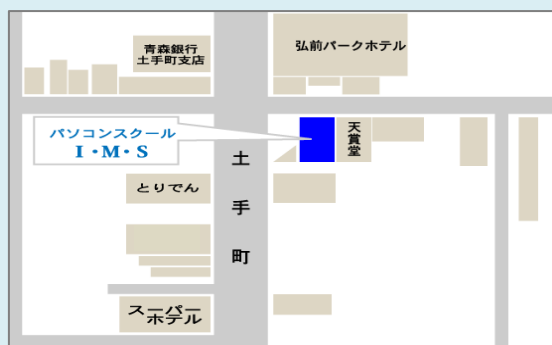 青森銀行
土手町支店
弘前パークホテル
パソコンスクール
I・M・S
天賞堂
土手町
とりでん
スーパー
ホテル